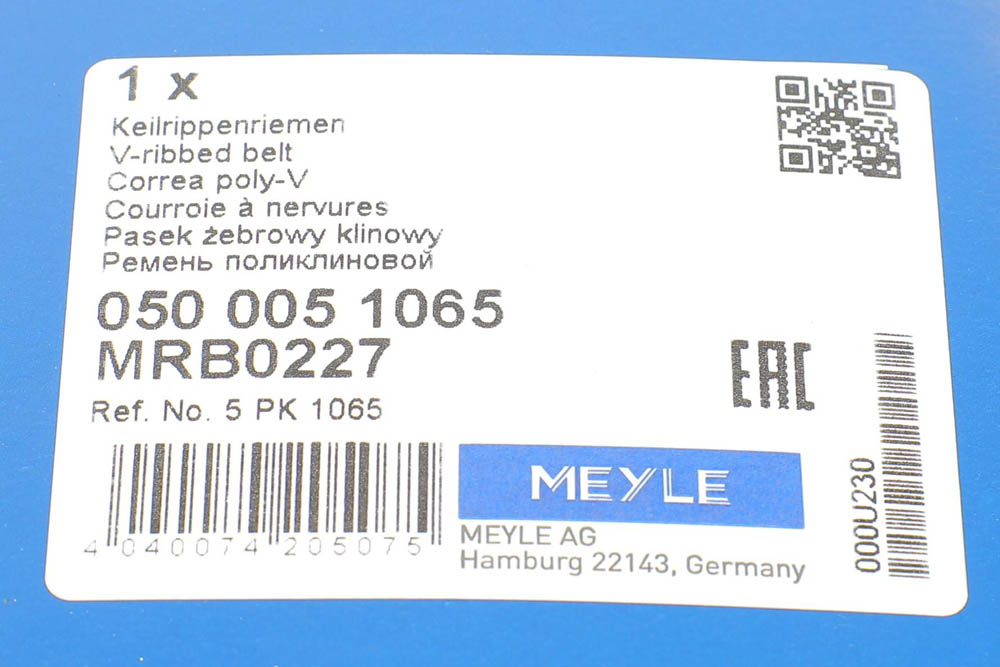 1 x
Keilrippenriemen
V-ribbed belt
Correa poly-V
Courroie à nervures
Pasek żebrowy klinowy
Ремень поликлиновой
050 005 1065
MRB0227
Ref. No. 5 PK 1065
EAC
4 040074 205075
MEYLE
MEYLE AG
Hamburg 22143, Germany
000U230